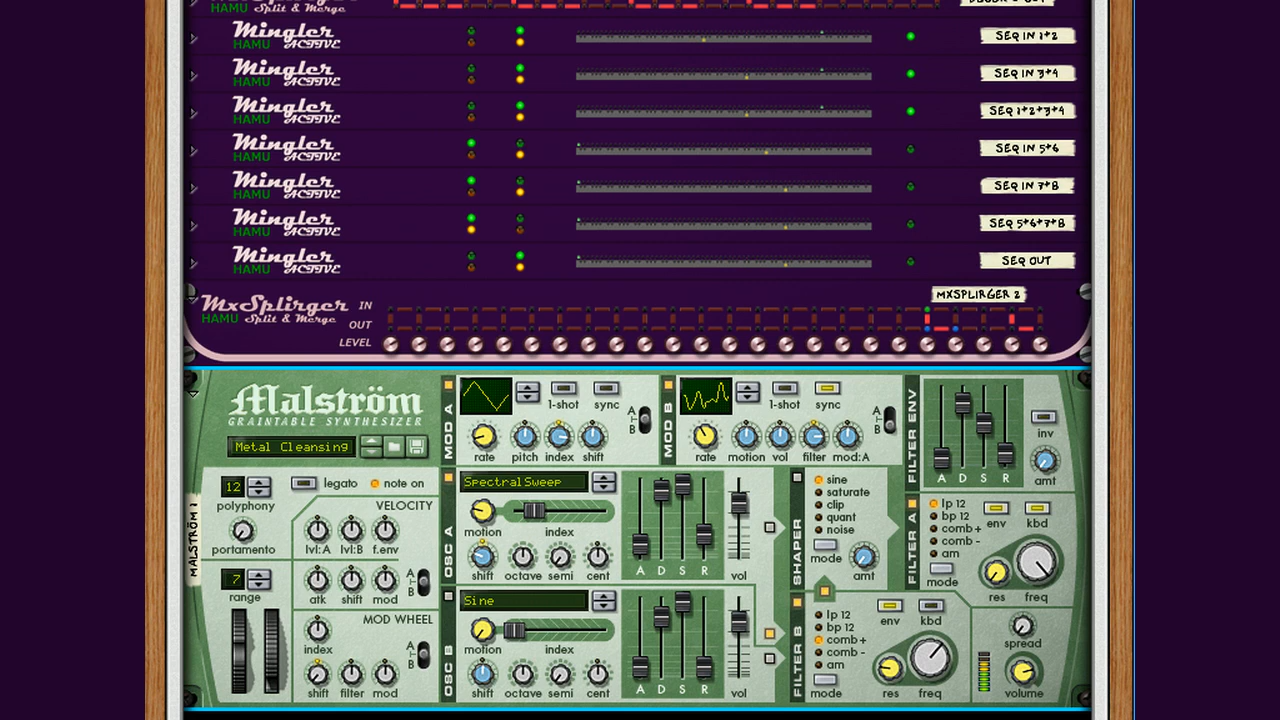 HAMU Split & Merge
Mingler
HAMU ACTIVE
SEQ IN 1+2
Mingler
HAMU ACTIVE
SEQ IN 3+4
Mingler
HAMU ACTIVE
SEQ 1+2+3+4
Mingler
HAMU ACTIVE
SEQ IN 5+6
Mingler
HAMU ACTIVE
SEQ IN 7+8
Mingler
HAMU ACTIVE
SEQ 5+6+7+8
Mingler
HAMU ACTIVE
SEQ OUT
MXSPLIRGER 2
MxSplirger IN
HAMU Split & Merge OUT
LEVEL
Malström
GRAINTABLE SYNTHESIZER
Metal Cleansing
MALSTRÖM 1
12
polyphony
legato
note on
portamento
VELOCITY
lvl:A lvl:B f.env
7
range
atk shift mod
A
B
MOD WHEEL
index
A
B
shift filter mod
MOD A
1-shot sync
A
B
rate pitch index shift
MOD B
1-shot sync
A
B
rate motion vol filter mod:A
FILTER ENV
inv
A D S R amt
OSC A
SpectralSweep
motion index
shift octave semi cent
A D S R vol
OSC B
Sine
motion index
shift octave semi cent
A D S R vol
SHAPER
sine
saturate
clip
quant
noise
mode amt
FILTER A
lp 12
bp 12
comb +
comb -
am
env kbd
mode
res freq
FILTER B
lp 12
bp 12
comb +
comb -
am
env kbd
mode
res freq
spread
volume